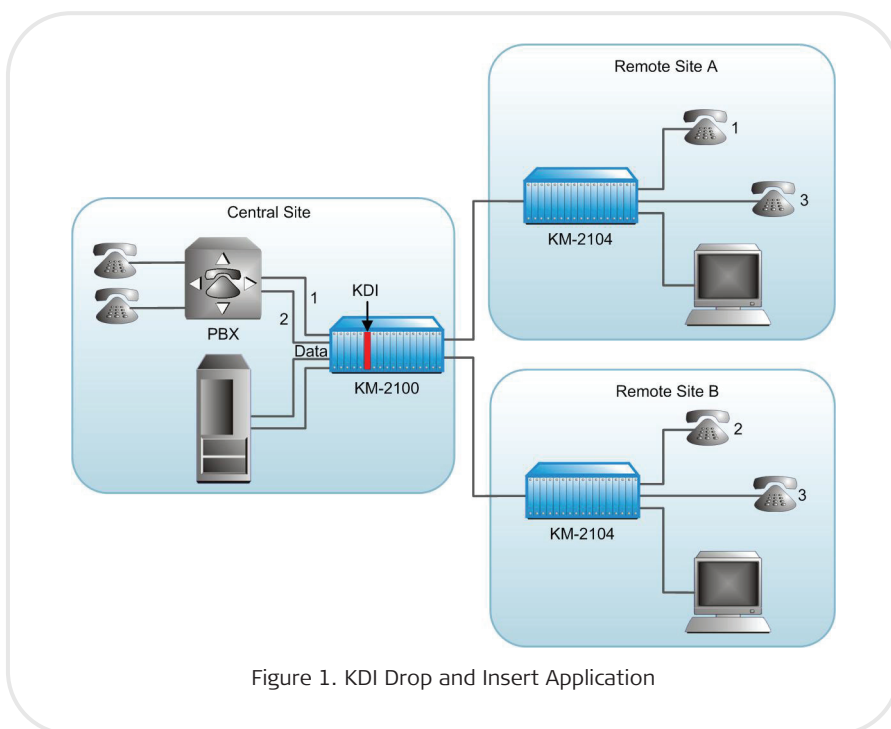 Remote Site A
1
3
KM-2104
Central Site
KDI
1
2
PBX
Data
KM-2100
Remote Site B
2
3
KM-2104
Figure 1. KDI Drop and Insert Application